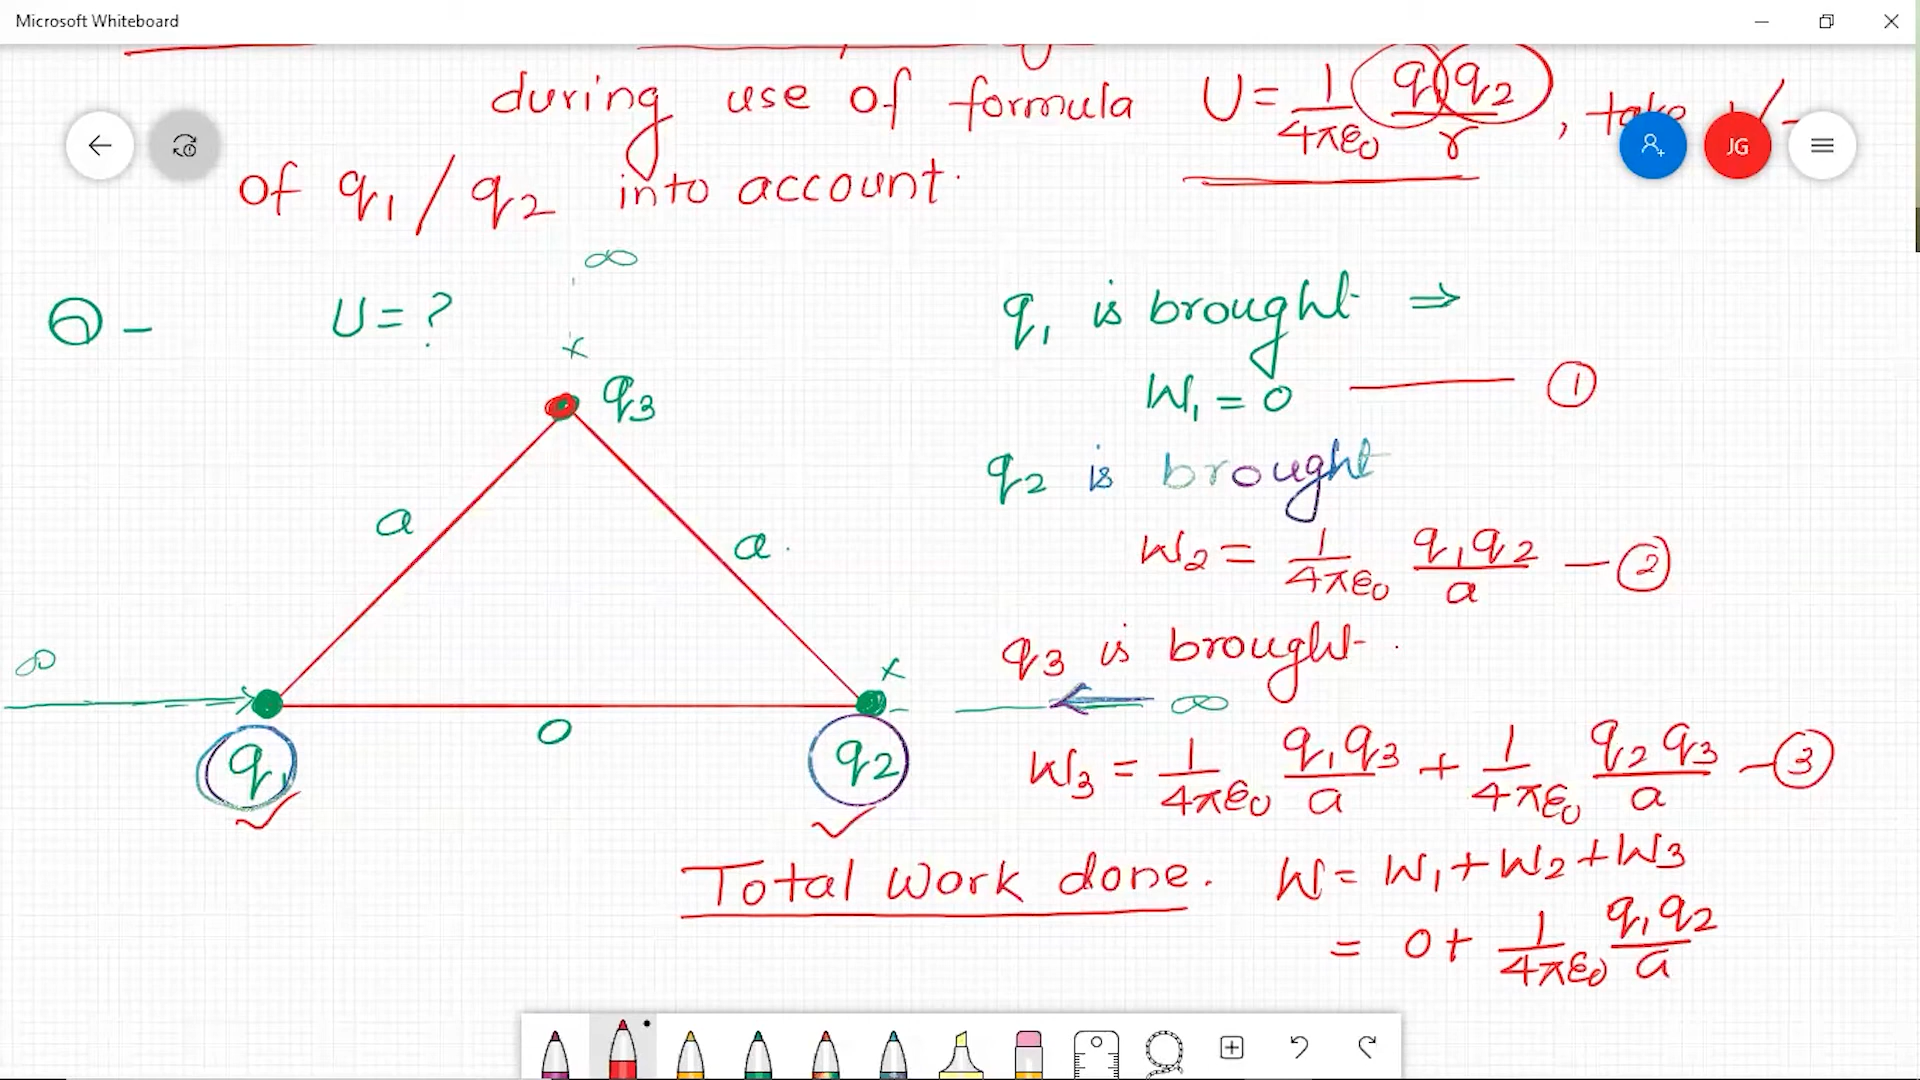 Microsoft Whiteboard
during use of formula U = 1/4πε₀ q₁q₂/r , take +/-
of q₁ / q₂ into account.
JG
∞
Q - U = ?
x
q₃
a
a
∞
x
0
q₁
q₂
q₁ is brought ⇒
W₁ = 0 —— ①
q₂ is brought
W₂ = 1/4πε₀ q₁q₂/a — ②
q₃ is brought.
← ∞
W₃ = 1/4πε₀ q₁q₃/a + 1/4πε₀ q₂q₃/a — ③
Total work done. W = W₁ + W₂ + W₃
= 0 + 1/4πε₀ q₁q₂/a